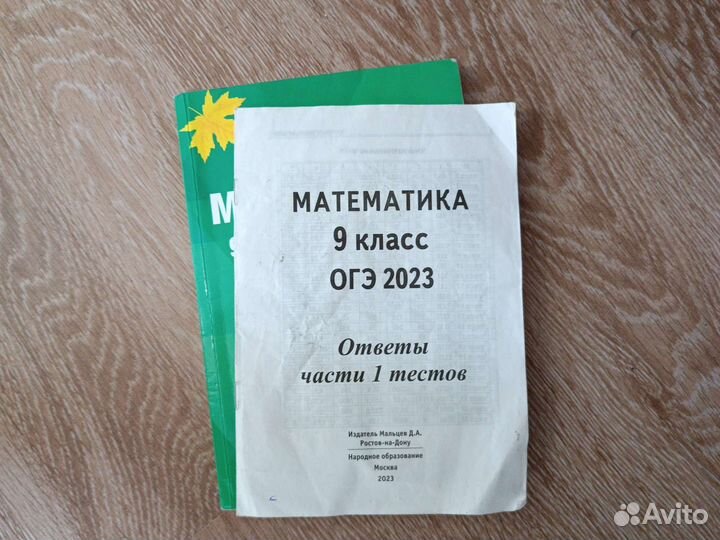 М
9
МАТЕМАТИКА
9 класс
ОГЭ 2023
Ответы
части 1 тестов
Издатель Мальцев Д.А.
Ростов-на-Дону
Народное образование
Москва
2023
Avito